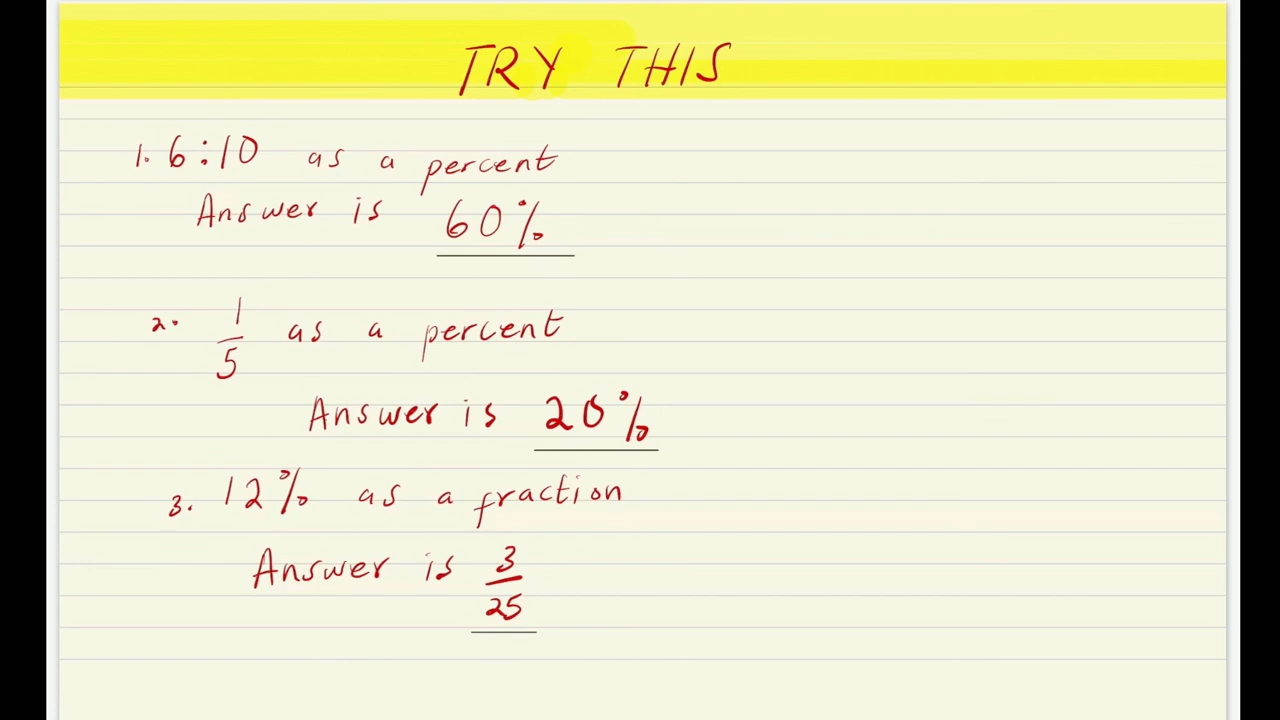 TRY THIS
1. 6:10 as a percent
Answer is 60%
2. 1/5 as a percent
Answer is 20%
3. 12% as a fraction
Answer is 3/25